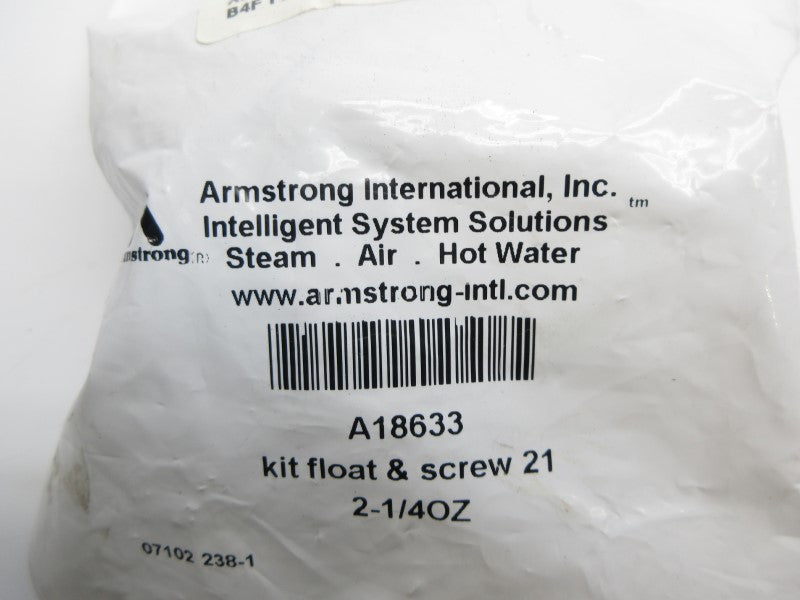 B4F
Armstrong International, Inc. tm
Intelligent System Solutions
Steam . Air . Hot Water
www.armstrong-intl.com
A18633
kit float & screw 21
2-1/4OZ
07102 238-1